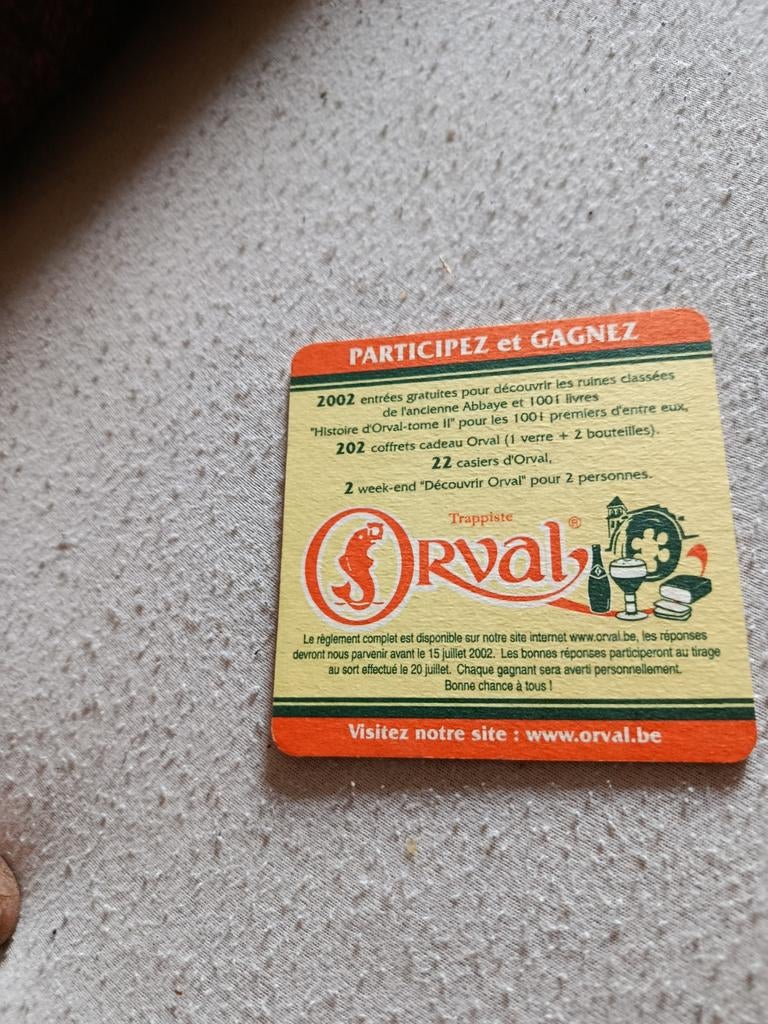 PARTICIPEZ et GAGNEZ
2002 entrées gratuites pour découvrir les ruines classées
de l'ancienne Abbaye et 1001 livres
"Histoire d'Orval-tome II" pour les 1001 premiers d'entre eux,
202 coffrets cadeau Orval (1 verre + 2 bouteilles).
22 casiers d'Orval,
2 week-end "Découvrir Orval" pour 2 personnes.
Trappiste
ORVAL®
Le règlement complet est disponible sur notre site internet www.orval.be, les réponses
devront nous parvenir avant le 15 juillet 2002. Les bonnes réponses participeront au tirage
au sort effectué le 20 juillet. Chaque gagnant sera averti personnellement.
Bonne chance à tous !
Visitez notre site : www.orval.be